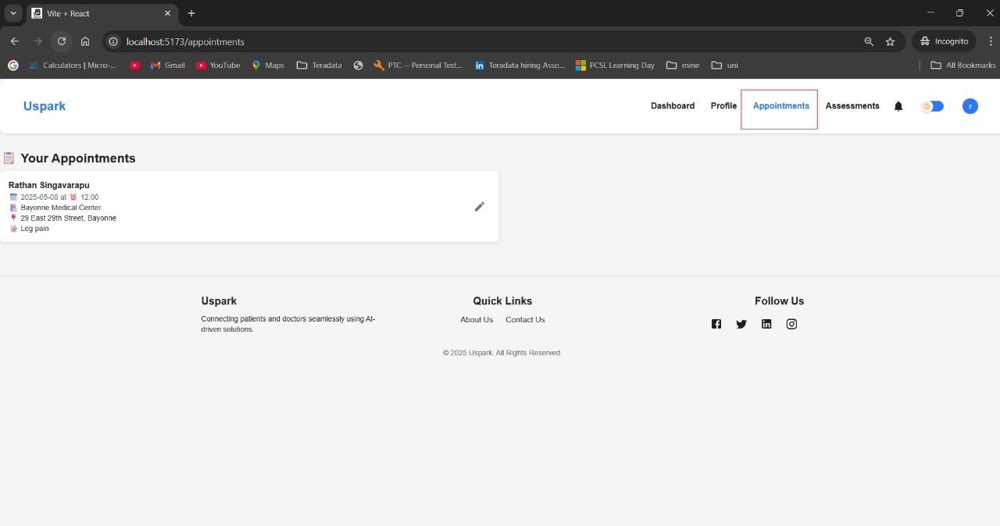 Vite + React
localhost:5173/appointments
Incognito
Calculators | Micro-...
Gmail
YouTube
Maps
Teradata
PTC -- Personal Test...
Teradata hiring Asso...
PCSL Learning Day
mine
uni
All Bookmarks
Uspark
Dashboard
Profile
Appointments
Assessments
r
Your Appointments
Rathan Singavarapu
2025-05-08 at 12:00
Bayonne Medical Center
29 East 29th Street, Bayonne
Leg pain
Uspark
Connecting patients and doctors seamlessly using AI-
driven solutions.
Quick Links
About Us
Contact Us
Follow Us
© 2025 Uspark. All Rights Reserved.